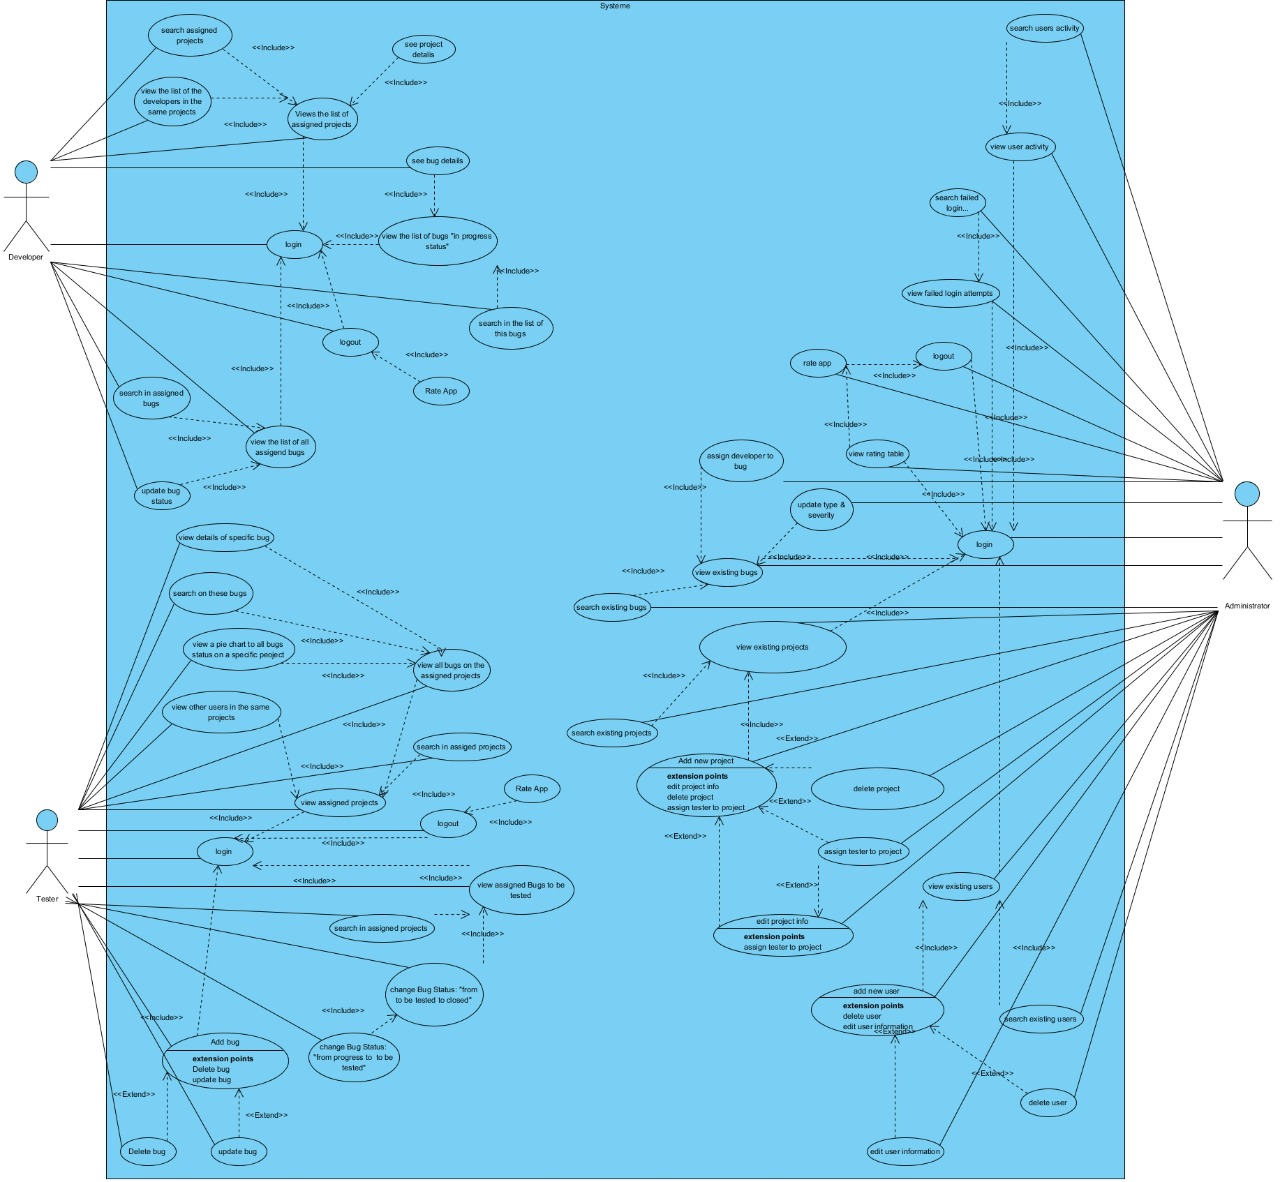 Systeme
search assigned
projects
<<Include>>
see project
details
<<Include>>
view the list of the
developers in the
same projects
Views the list of
assigned projects
<<Include>>
see bug details
<<Include>>
<<Include>>
login
<<Include>>
view the list of bugs "In progress
status"
Developer
<<Include>>
<<Include>>
search in the list of
this bugs
logout
<<Include>>
<<Include>>
Rate App
search in assigned
bugs
<<Include>>
view the list of all
assigend bugs
<<Include>>
update bug
status
search users activity
<<Include>>
view user activity
search failed
login...
<<Include>>
view failed login attempts
<<Include>>
rate app
logout
<<Include>>
<<Include>>
<<Include>>
view rating table
<<Include>>
<<Include>>
assign developer to
bug
<<Include>>
<<Include>>
update type &
severity
login
<<Include>>
<<Include>>
view existing bugs
<<Include>>
search existing bugs
Administrator
<<Include>>
view existing projects
<<Include>>
search existing projects
<<Include>>
<<Extend>>
Add new project
extension points
edit project info
delete project
assign tester to project
delete project
<<Extend>>
<<Extend>>
assign tester to project
<<Extend>>
edit project info
extension points
assign teater to project
view existing users
<<Include>>
<<Include>>
add new user
extension points
delete user
edit user information
<<Extend>>
search existing users
<<Extend>>
delete user
edit user information
view details of specific bug
search on these bugs
<<Include>>
view a pie chart to all bugs
status on a specific peoject
<<Include>>
<<Include>>
view all bugs on the
assigned projects
view other users in the same
projects
<<Include>>
search in assiged projects
<<Include>>
view assigned projects
<<Include>>
Rate App
<<Include>>
logout
<<Include>>
<<Include>>
login
<<Include>>
<<Include>>
view assigned Bugs to be
tested
Tester
search in assigned projects
<<Include>>
change Bug Status: "from
to be tested to closed"
<<Include>>
<<Include>>
change Bug Status:
"from progress to to be
tested"
Add bug
extension points
Delete bug
update bug
<<Extend>>
<<Extend>>
Delete bug
update bug